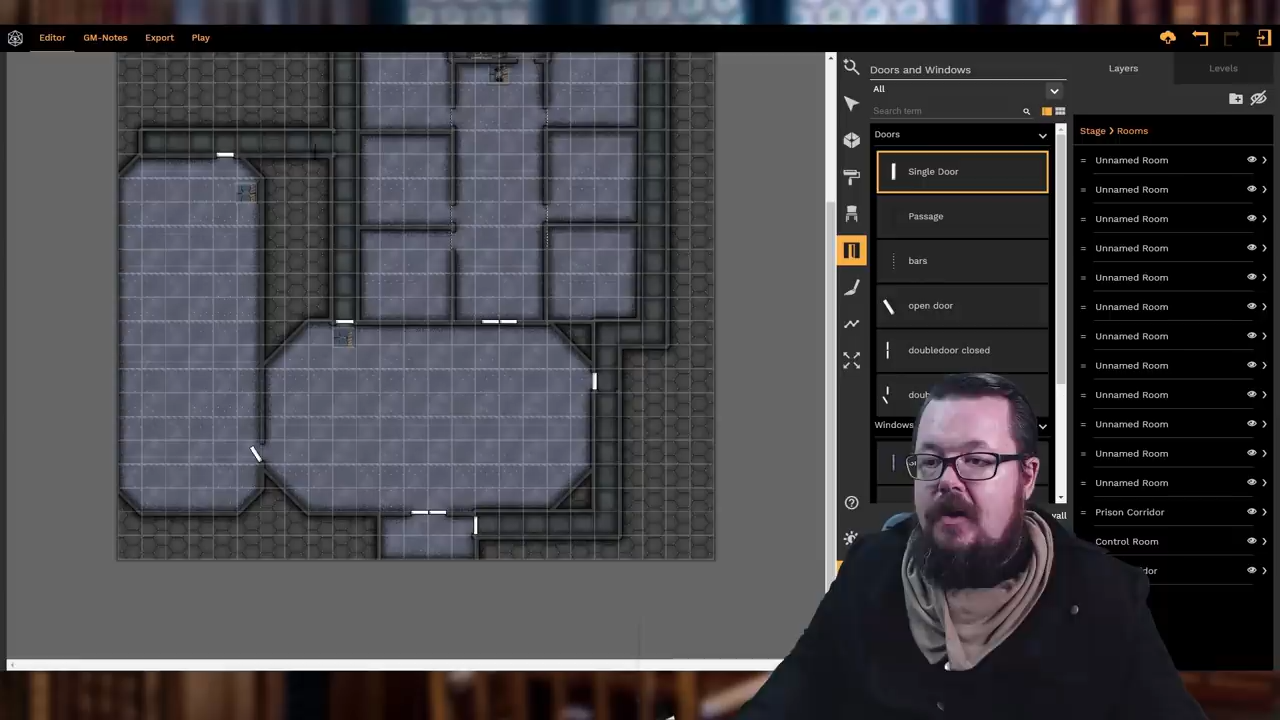 Editor
GM-Notes
Export
Play
Doors and Windows
All
Search term
Doors
Single Door
Passage
bars
open door
doubledoor closed
Windows
wall
Layers
Levels
Stage Rooms
Unnamed Room
Unnamed Room
Unnamed Room
Unnamed Room
Unnamed Room
Unnamed Room
Unnamed Room
Unnamed Room
Unnamed Room
Unnamed Room
Unnamed Room
Unnamed Room
Prison Corridor
Control Room